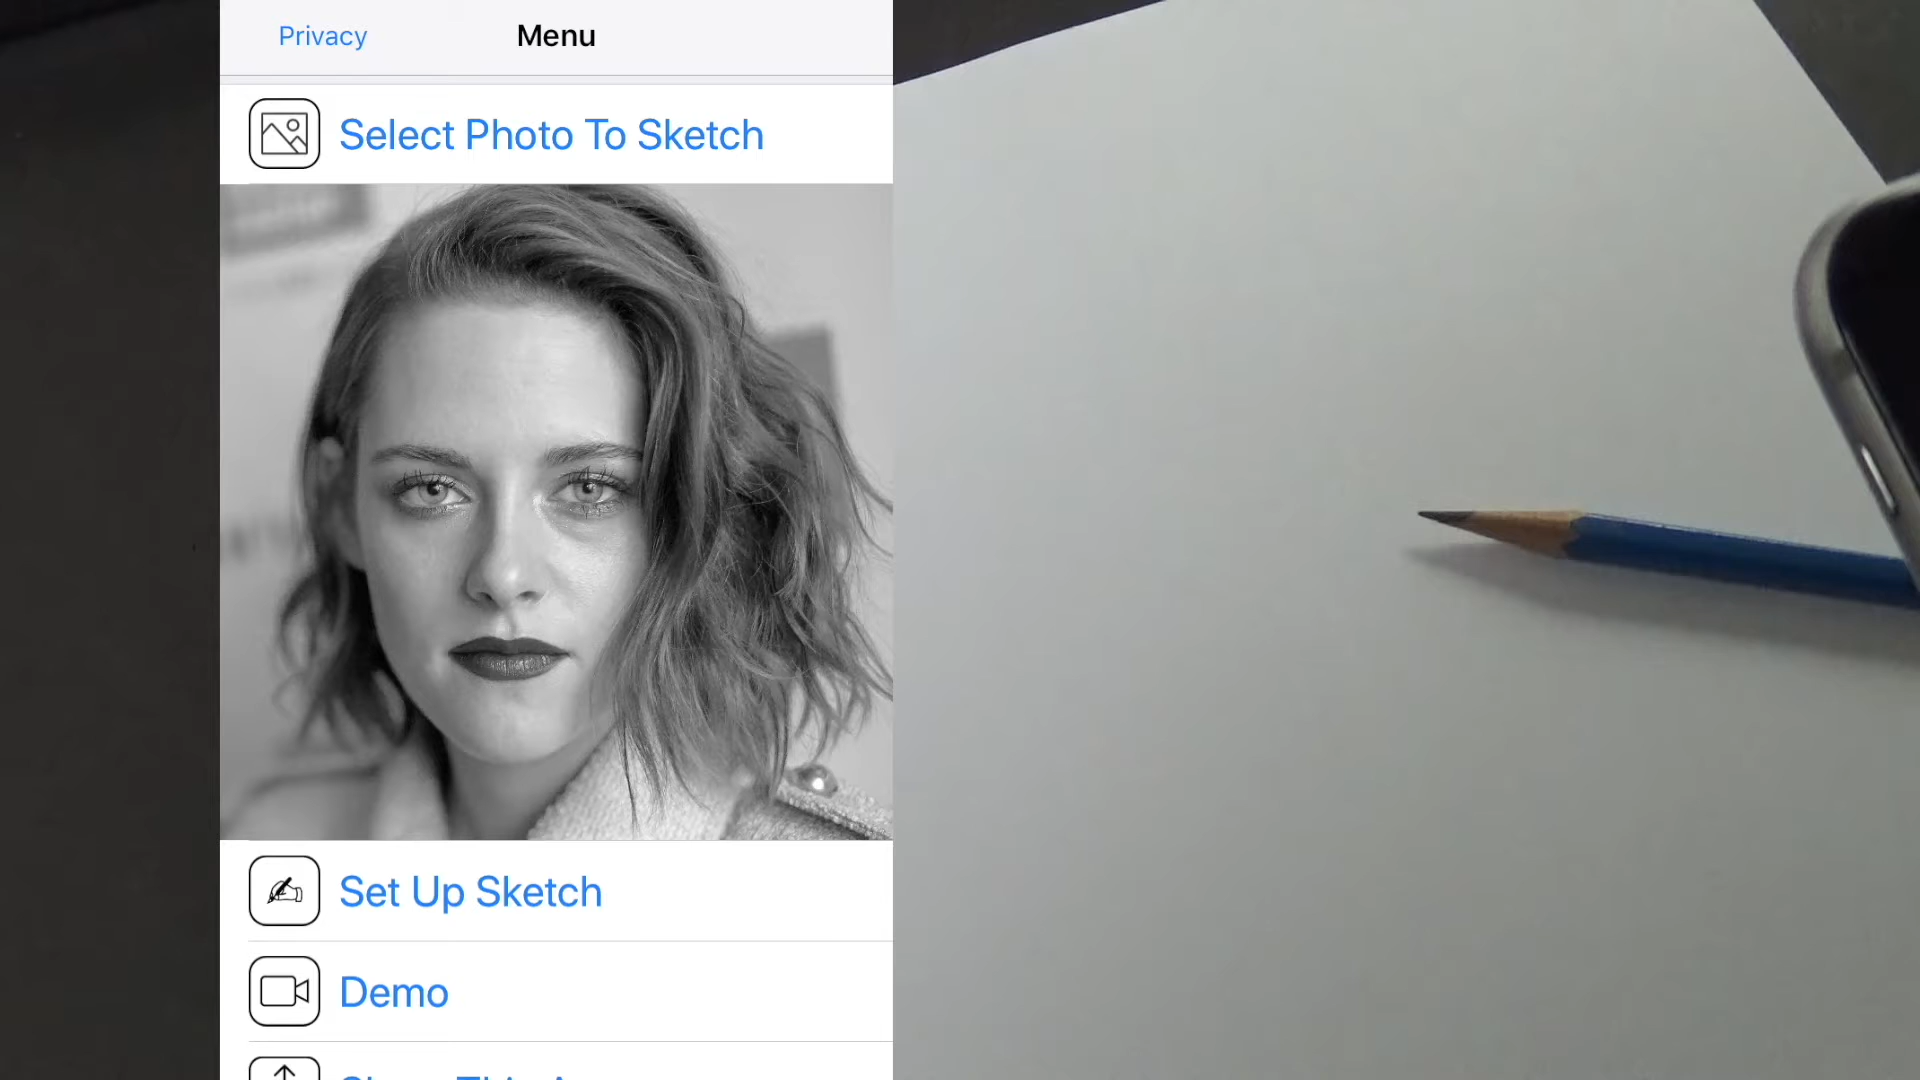 Privacy
Menu
Select Photo To Sketch
Set Up Sketch
Demo